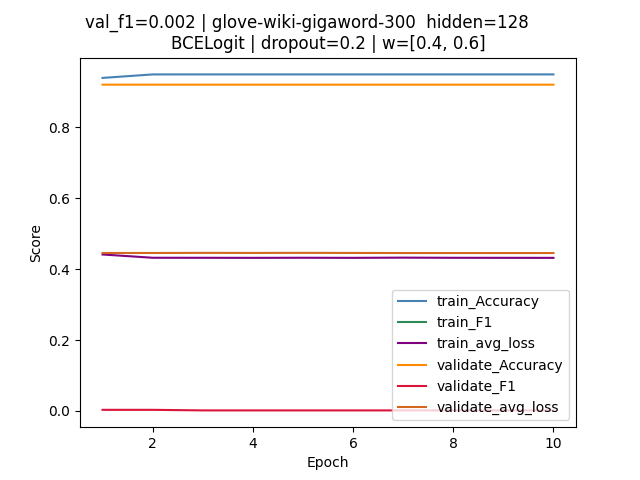 val_f1=0.002 | glove-wiki-gigaword-300  hidden=128
BCELogit | dropout=0.2 | w=[0.4, 0.6]
Score
0.8
0.6
0.4
0.2
0.0
train_Accuracy
train_F1
train_avg_loss
validate_Accuracy
validate_F1
validate_avg_loss
2
4
6
8
10
Epoch